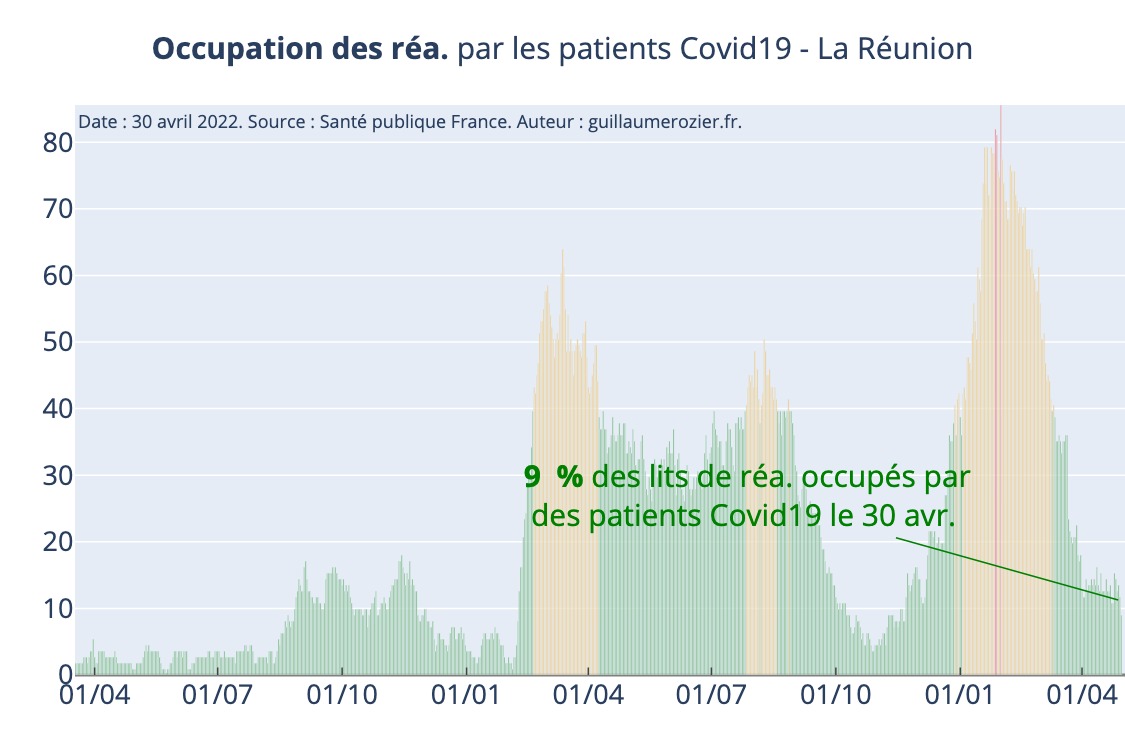 Occupation des réa. par les patients Covid19 - La Réunion
Date : 30 avril 2022. Source : Santé publique France. Auteur : guillaumerozier.fr.
80
70
60
50
40
30
20
10
0
9 % des lits de réa. occupés par
des patients Covid19 le 30 avr.
01/04 01/07 01/10 01/01 01/04 01/07 01/10 01/01 01/04